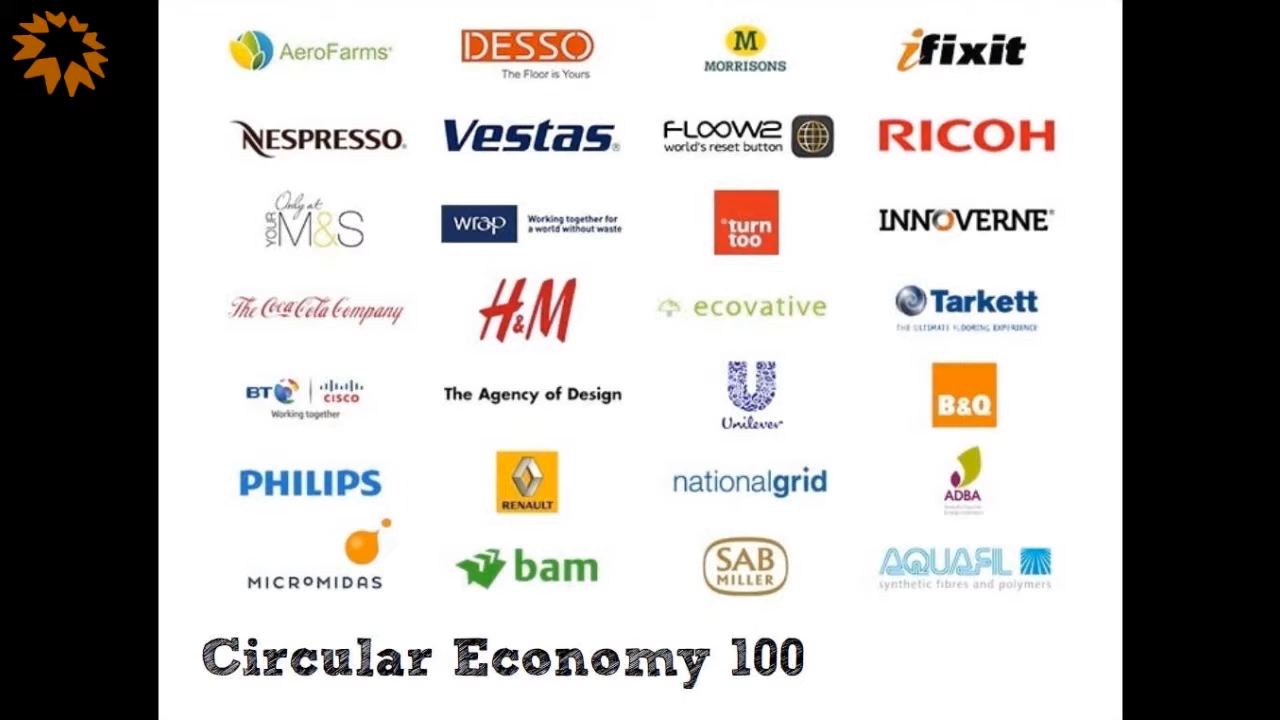 AeroFarms®
DESSO
The Floor is Yours
M
MORRISONS
ifixit
NESPRESSO®
Vestas®
FLOOW2
world's reset button
RICOH
Only at
YOUR M&S
wrap
Working together for
a world without waste
turn
too
INNOVERNE®
The Coca-Cola Company
H&M
ecovative
Tarkett
THE ULTIMATE FLOORING EXPERIENCE
BT
CISCO
Working together
The Agency of Design
Unilever
B&Q
PHILIPS
RENAULT
nationalgrid
ADBA
MICROMIDAS
bam
SAB
MILLER
AQUAFIL
synthetic fibres and polymers
Circular Economy 100